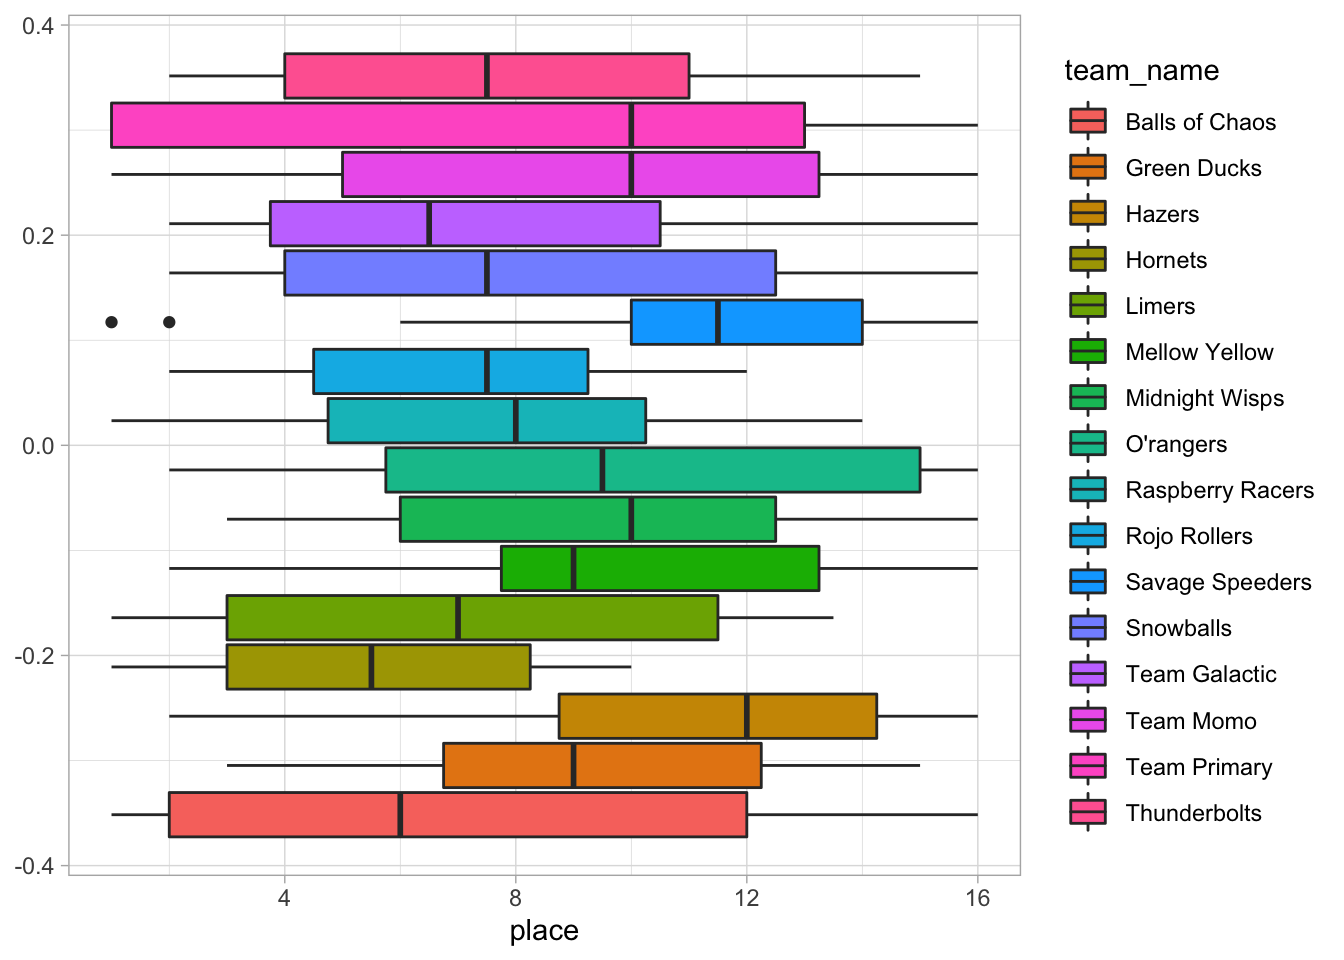 0.4
0.2
0.0
-0.2
-0.4
4 8 12 16
place
team_name
Balls of Chaos
Green Ducks
Hazers
Hornets
Limers
Mellow Yellow
Midnight Wisps
O'rangers
Raspberry Racers
Rojo Rollers
Savage Speeders
Snowballs
Team Galactic
Team Momo
Team Primary
Thunderbolts